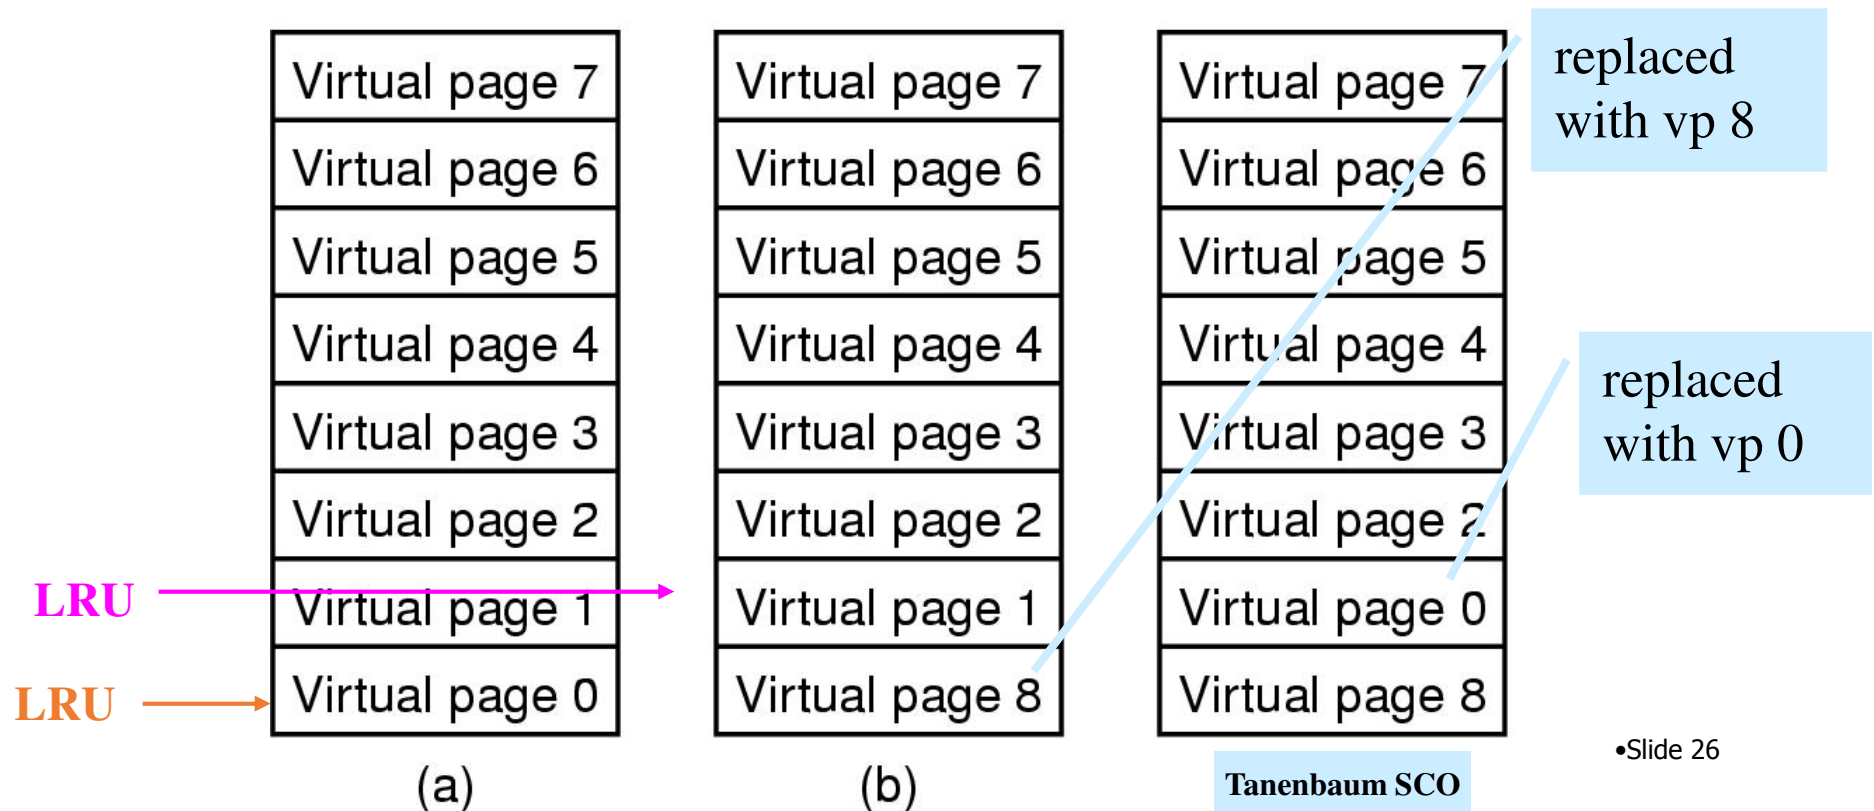 Virtual page 7
Virtual page 6
Virtual page 5
Virtual page 4
Virtual page 3
Virtual page 2
Virtual page 1
Virtual page 0
(a)
LRU
LRU
Virtual page 7
Virtual page 6
Virtual page 5
Virtual page 4
Virtual page 3
Virtual page 2
Virtual page 1
Virtual page 8
(b)
Virtual page 7
Virtual page 6
Virtual page 5
Virtual page 4
Virtual page 3
Virtual page 2
Virtual page 0
Virtual page 8
Tanenbaum SCO
replaced
with vp 8
replaced
with vp 0
•Slide 26